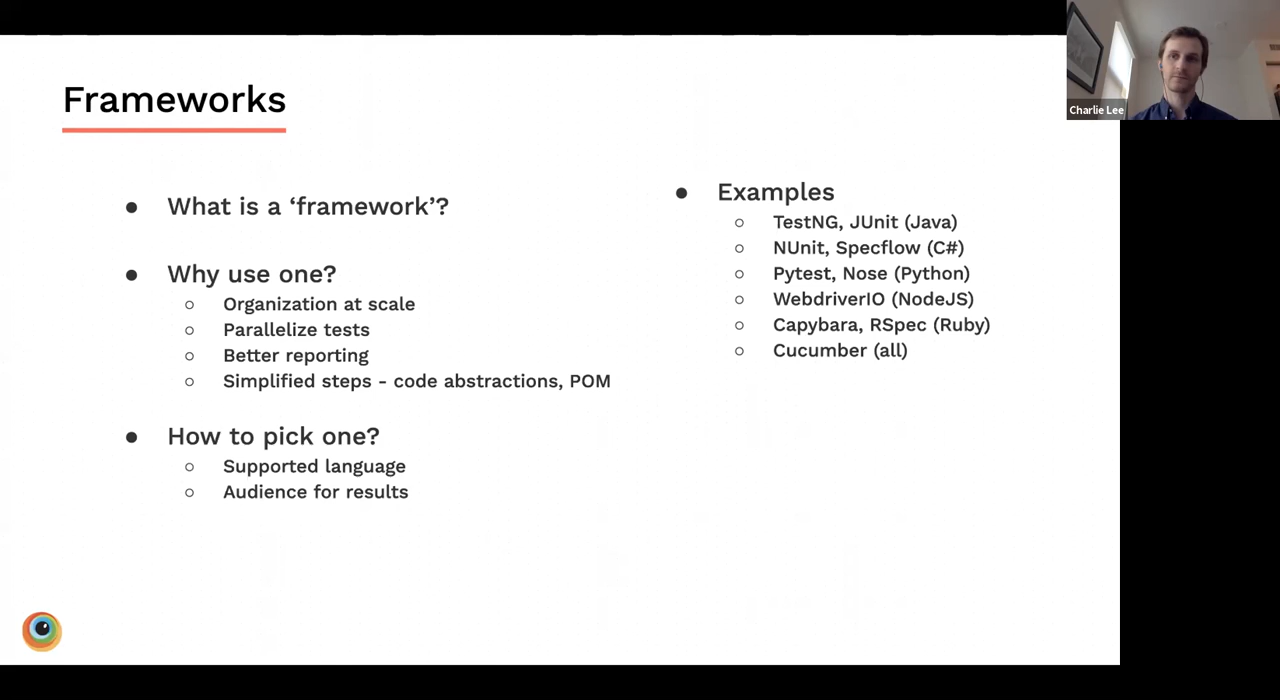 Frameworks
What is a ‘framework’?
Why use one?
Organization at scale
Parallelize tests
Better reporting
Simplified steps - code abstractions, POM
How to pick one?
Supported language
Audience for results
Examples
TestNG, JUnit (Java)
NUnit, Specflow (C#)
Pytest, Nose (Python)
WebdriverIO (NodeJS)
Capybara, RSpec (Ruby)
Cucumber (all)
Charlie Lee